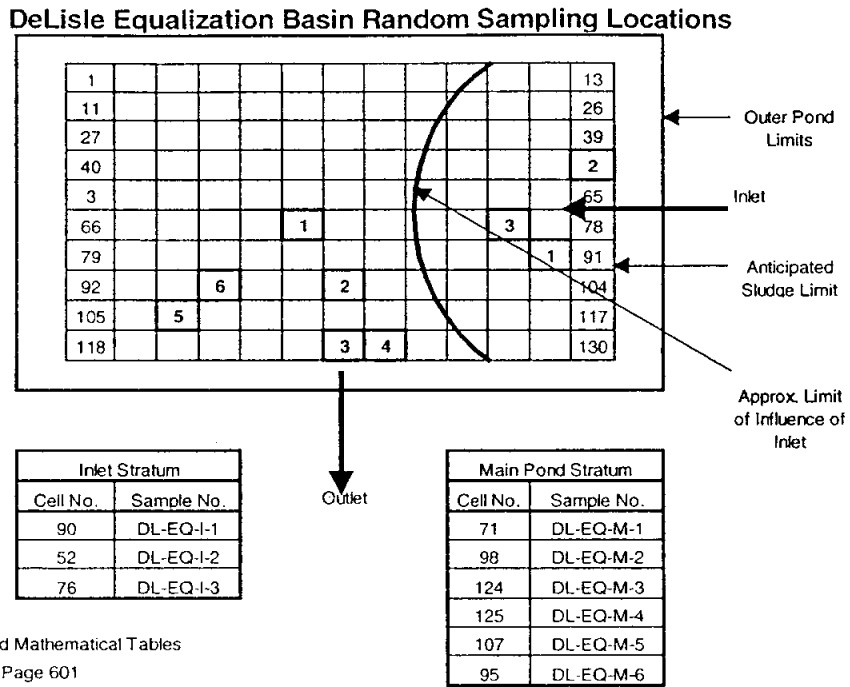 DeLisle Equalization Basin Random Sampling Locations
1 13
11 26
27 39
40 2
3 65
66 1 3 78
79 1 91
92 6 2 104
105 5 117
118 3 4 130
Outer Pond
Limits
Inlet
Anticipated
Sludge Limit
Approx. Limit
of Influence of
Inlet
Outlet
Inlet Stratum
Cell No. Sample No.
90 DL-EQ-I-1
52 DL-EQ-I-2
76 DL-EQ-I-3
Main Pond Stratum
Cell No. Sample No.
71 DL-EQ-M-1
98 DL-EQ-M-2
124 DL-EQ-M-3
125 DL-EQ-M-4
107 DL-EQ-M-5
95 DL-EQ-M-6
d Mathematical Tables
Page 601